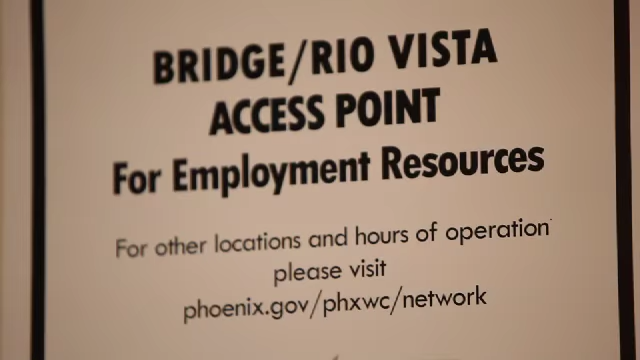 BRIDGE/RIO VISTA
ACCESS POINT
For Employment Resources
For other locations and hours of operation
please visit
phoenix.gov/phxwc/network